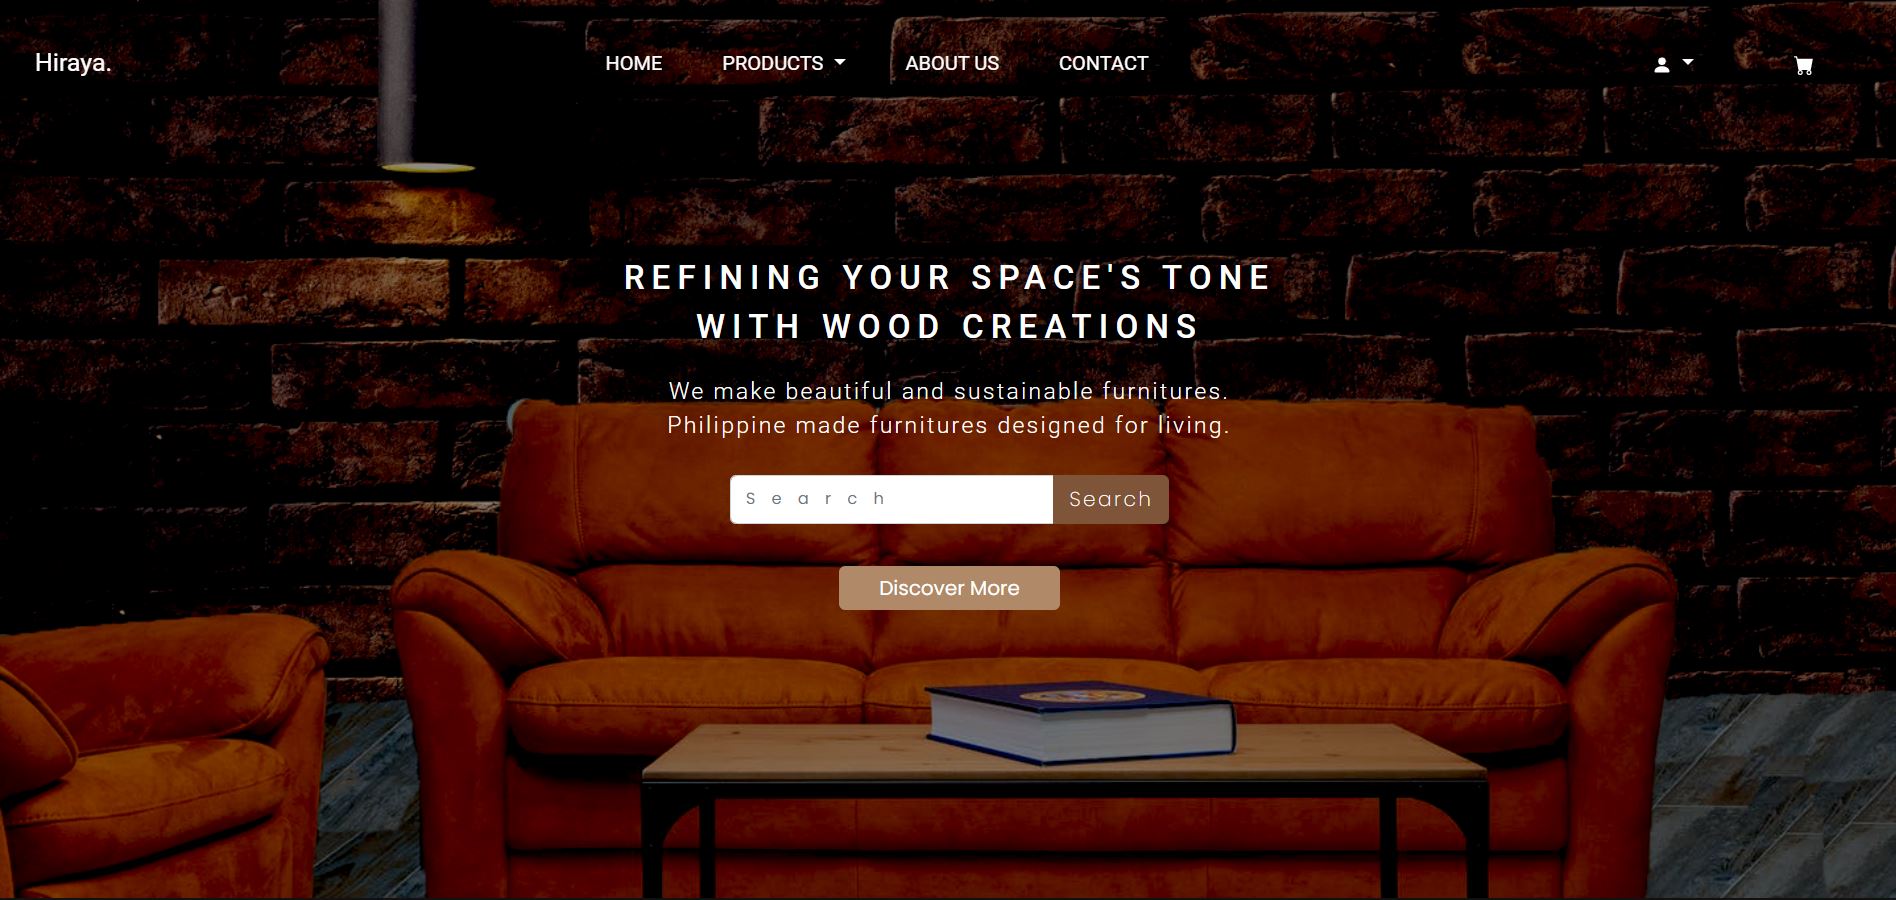 Hiraya.
HOME PRODUCTS ABOUT US CONTACT
REFINING YOUR SPACE'S TONE
WITH WOOD CREATIONS
We make beautiful and sustainable furnitures.
Philippine made furnitures designed for living.
Search Search
Discover More